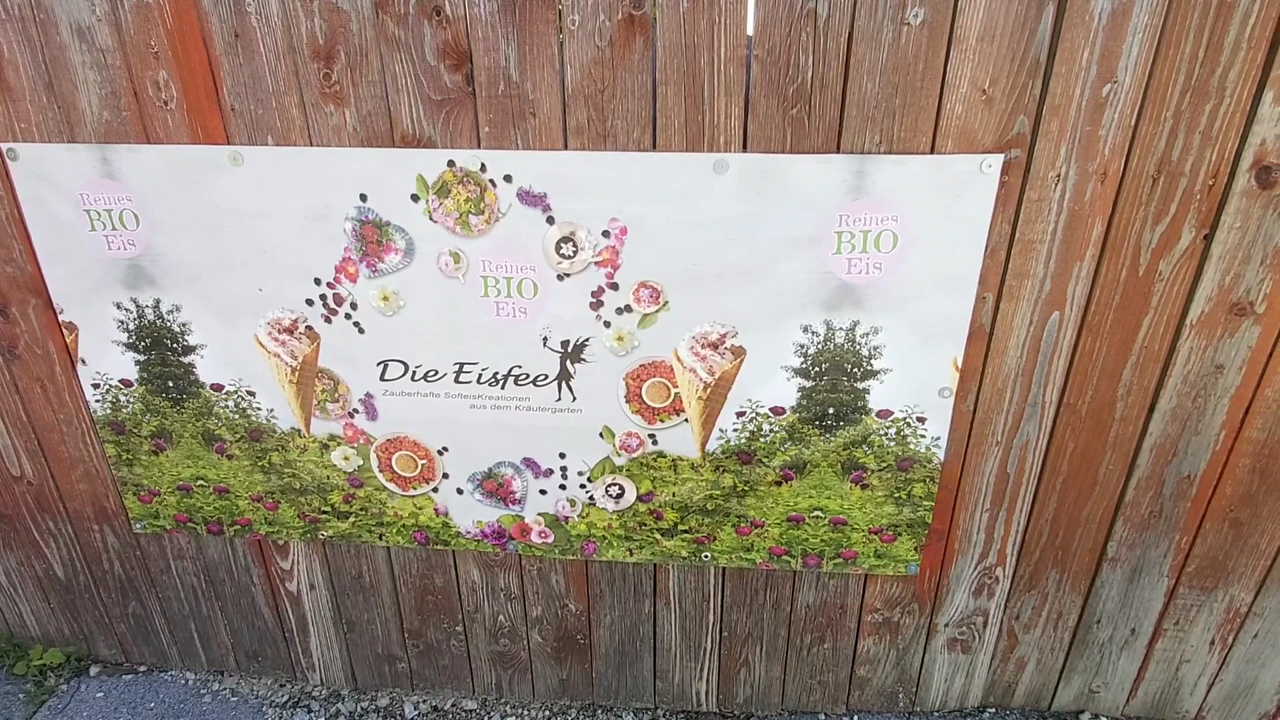 Reines
BIO
Eis
Reines
BIO
Eis
Reines
BIO
Eis
Die Eisfee
Zauberhafte SofteisKreationen
aus dem Kräutergarten